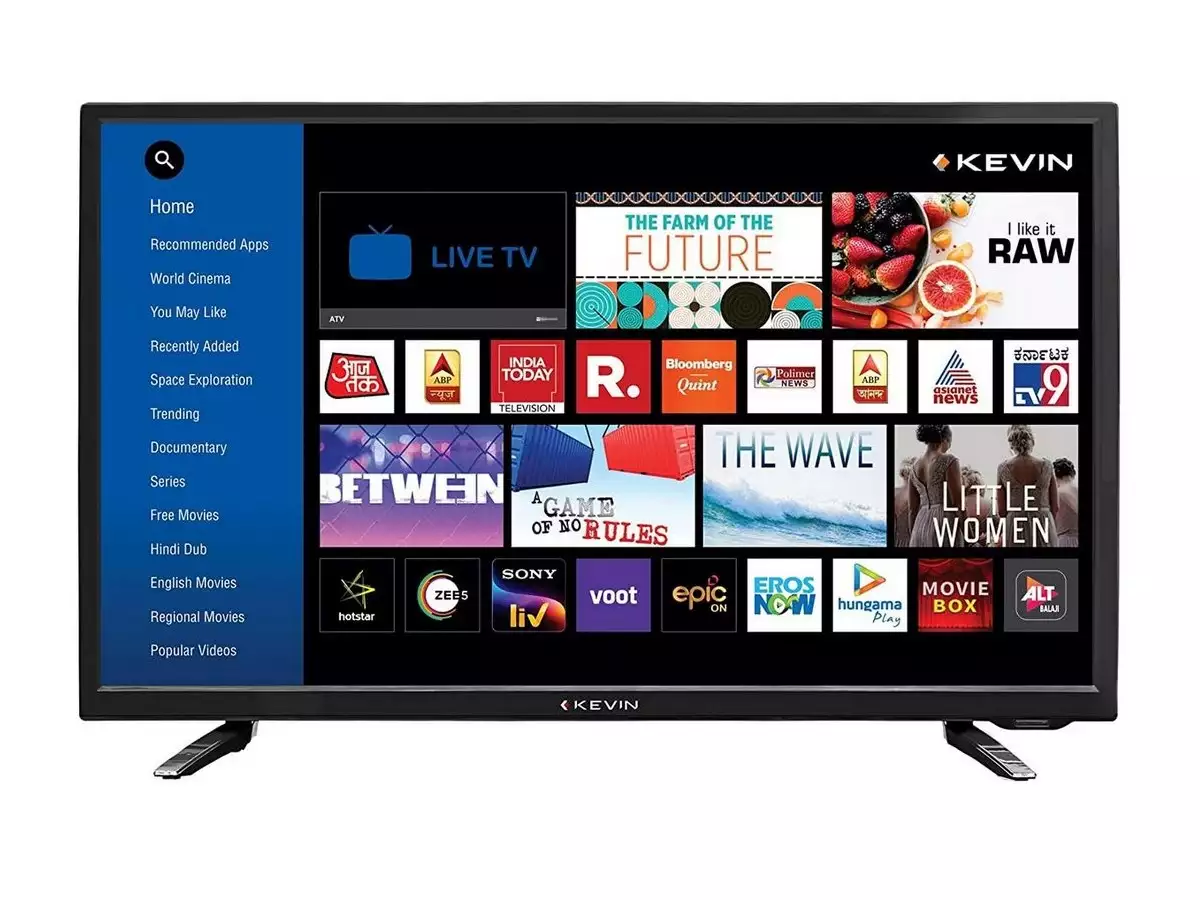 KEVIN
Home
Recommended Apps
World Cinema
You May Like
Recently Added
Space Exploration
Trending
Documentary
Series
Free Movies
Hindi Dub
English Movies
Regional Movies
Popular Videos
LIVE TV
ATV
THE FARM OF THE
FUTURE
I like it
RAW
आज
तक
ABP
न्यूज़
INDIA
TODAY
TELEVISION
R.
Bloomberg
Quint
Polimer
NEWS
ABP
আনন্দ
asianet
news
ಕರ್ನಾಟಕ
TV9
BETWEEN
A GAME
OF NO RULES
THE WAVE
LITTLE
WOMEN
hotstar
ZEE5
SONY
liv
voot
epic
ON
EROS
NOW
hungama
Play
MOVIE
BOX
ALT
BALAJI
KEVIN